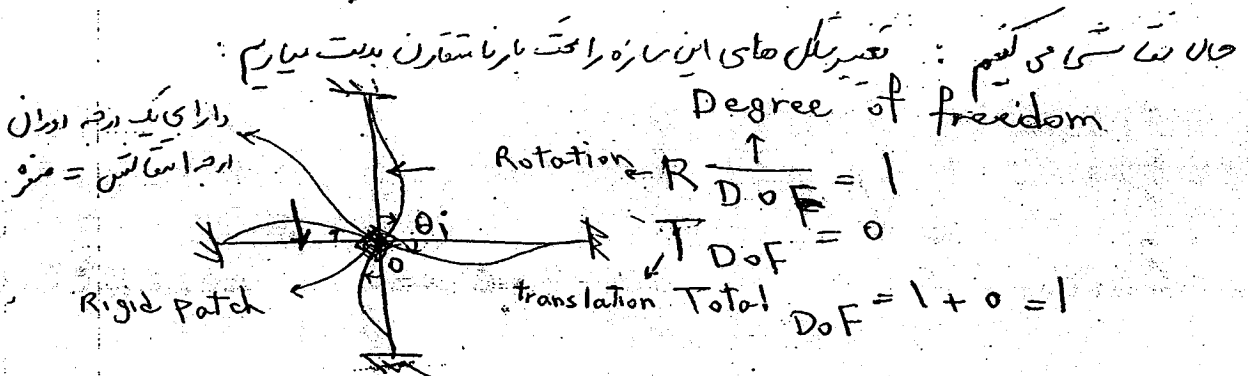 حال نقاشی می کنیم : تغییر شکل های این سازه را تحت بار نامتقارن بدست میاریم :
Degree of freedom
دارای یک درجه دوران
درجه انتقالش = صفر
Rotation ← R DoF = 1
θi
T DoF = 0
o
Rigid patch
translation
Total DoF = 1 + 0 = 1